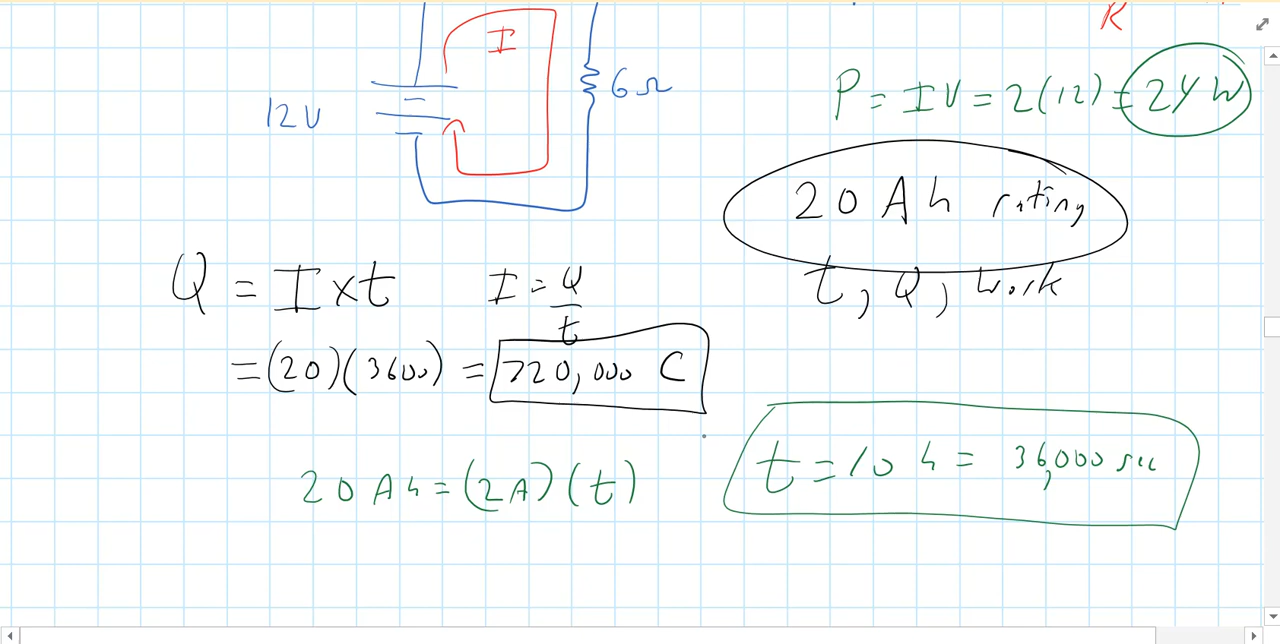 I
R
12V
6Ω
P = IV = 2(12) = 24 W
20 Ah rating
t, Q, work
Q = I x t
I = Q / t
= (20)(3600) = 720,000 C
20 Ah = (2A)(t)
t = 10 h = 36,000 sec